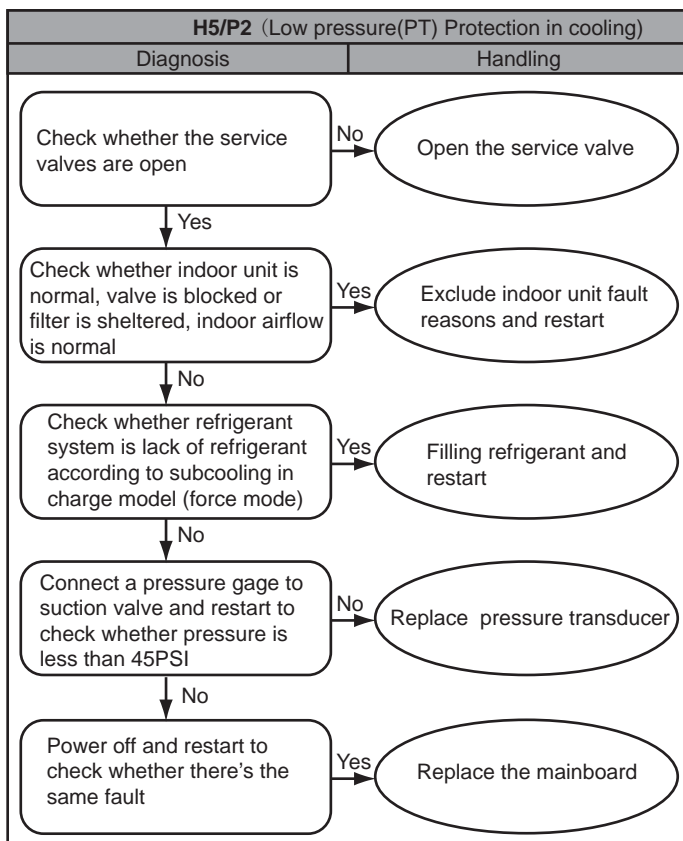 H5/P2（Low pressure(PT) Protection in cooling)
Diagnosis
Handling
Check whether the service
valves are open
No
Open the service valve
Yes
Check whether indoor unit is
normal, valve is blocked or
filter is sheltered, indoor airflow
is normal
Yes
Exclude indoor unit fault
reasons and restart
No
Check whether refrigerant
system is lack of refrigerant
according to subcooling in
charge model (force mode)
Yes
Filling refrigerant and
restart
No
Connect a pressure gage to
suction valve and restart to
check whether pressure is
less than 45PSI
No
Replace pressure transducer
No
Power off and restart to
check whether there's the
same fault
Yes
Replace the mainboard